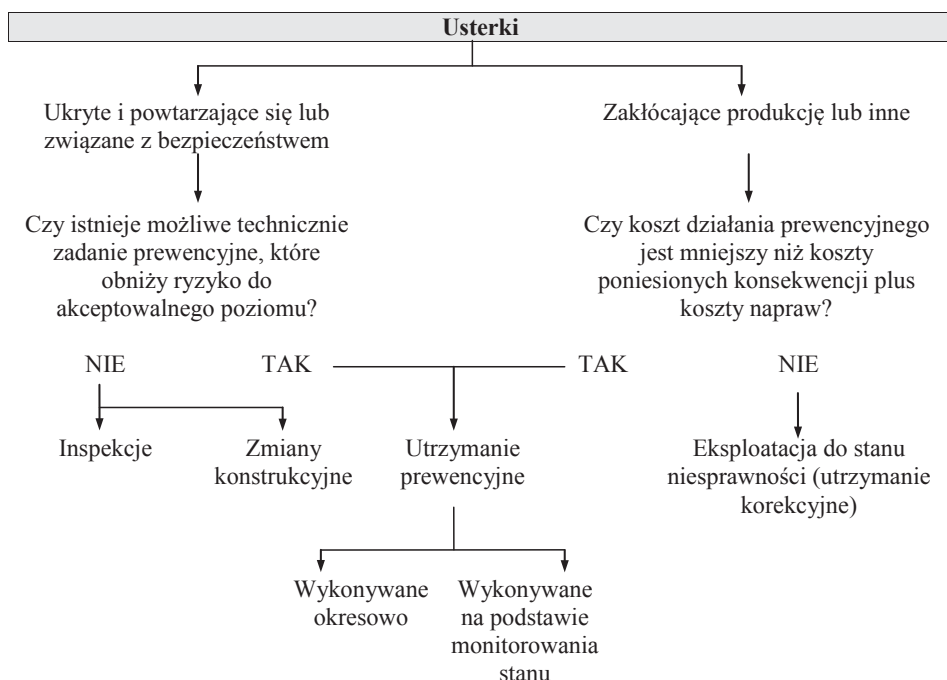 Usterki
Ukryte i powtarzające się lub
związane z bezpieczeństwem
Zakłócające produkcję lub inne
Czy istnieje możliwe technicznie
zadanie prewencyjne, które
obniży ryzyko do
akceptowalnego poziomu?
Czy koszt działania prewencyjnego
jest mniejszy niż koszty
poniesionych konsekwencji plus
koszty napraw?
NIE
TAK
TAK
NIE
Inspekcje
Zmiany
konstrukcyjne
Utrzymanie
prewencyjne
Eksploatacja do stanu
niesprawności (utrzymanie
korekcyjne)
Wykonywane
okresowo
Wykonywane
na podstawie
monitorowania
stanu